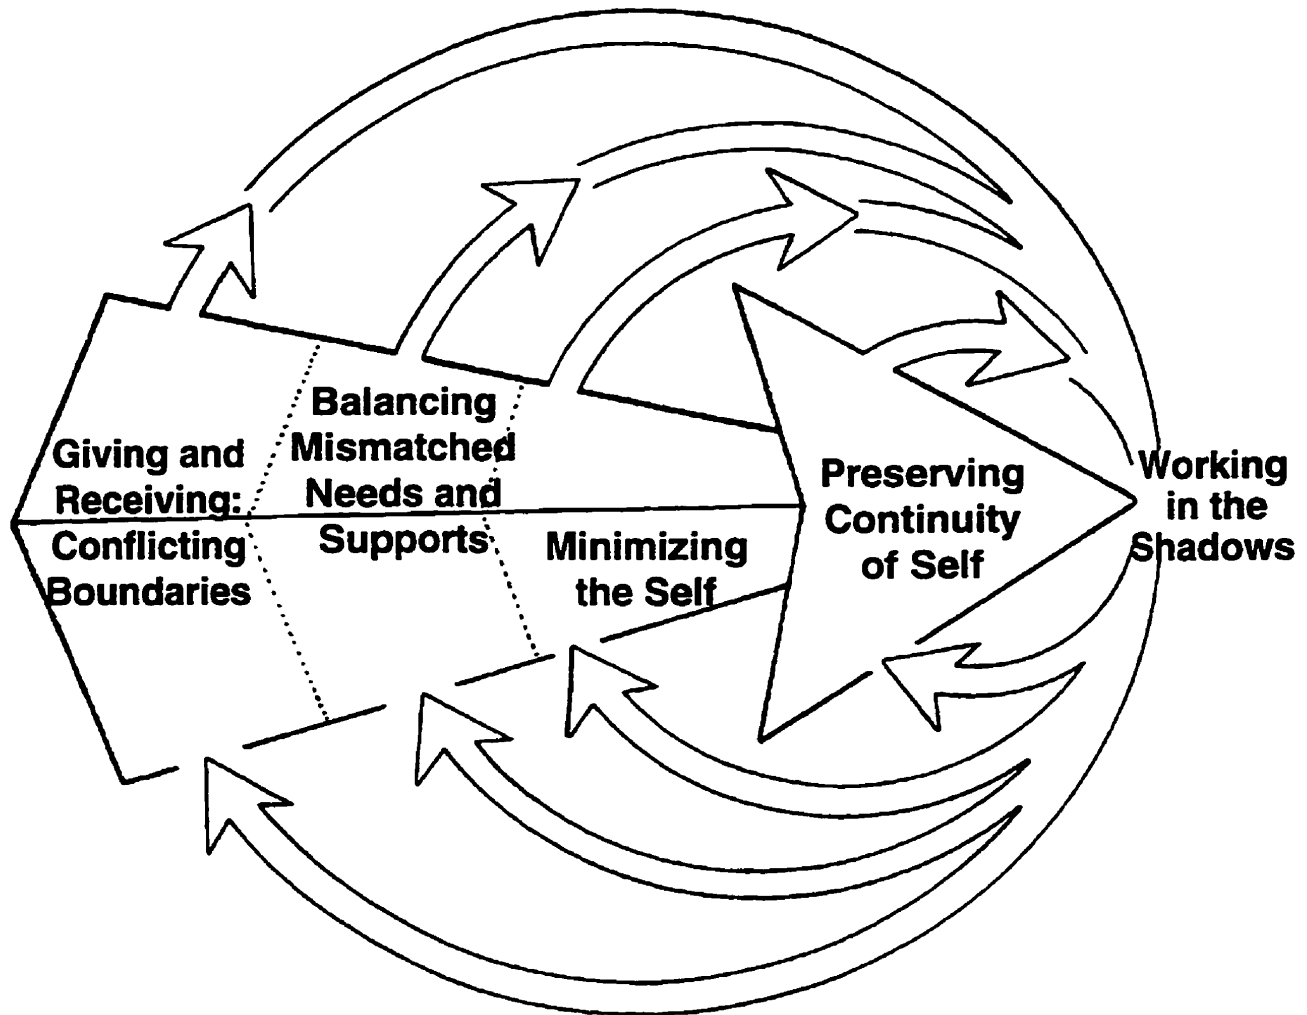 Giving and
Receiving:
Conflicting
Boundaries
Balancing
Mismatched
Needs and
Supports
Minimizing
the Self
Preserving
Continuity
of Self
Working
in the
Shadows